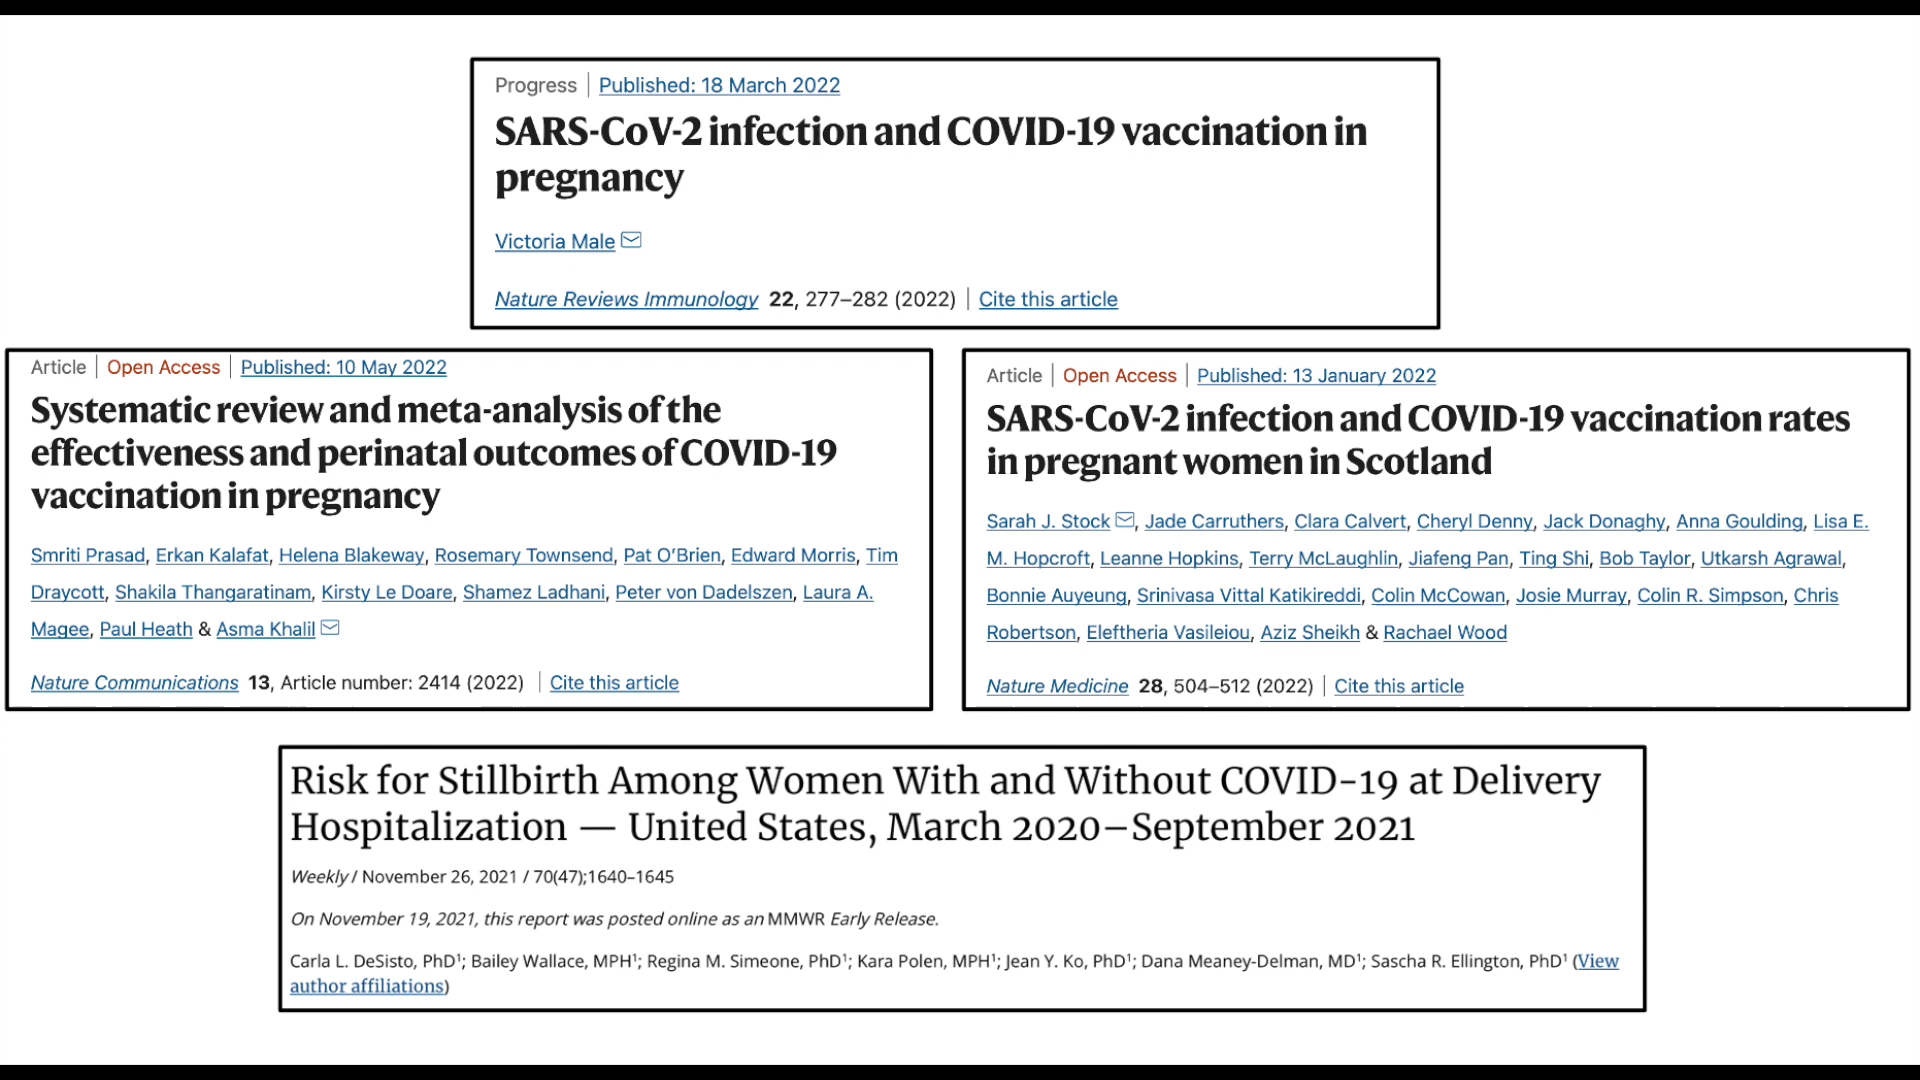 Progress | Published: 18 March 2022
SARS-CoV-2 infection and COVID-19 vaccination in
pregnancy
Victoria Male
Nature Reviews Immunology 22, 277–282 (2022) | Cite this article
Article | Open Access | Published: 10 May 2022
Systematic review and meta-analysis of the
effectiveness and perinatal outcomes of COVID-19
vaccination in pregnancy
Smriti Prasad, Erkan Kalafat, Helena Blakeway, Rosemary Townsend, Pat O’Brien, Edward Morris, Tim
Draycott, Shakila Thangaratinam, Kirsty Le Doare, Shamez Ladhani, Peter von Dadelszen, Laura A.
Magee, Paul Heath & Asma Khalil
Nature Communications 13, Article number: 2414 (2022) | Cite this article
Article | Open Access | Published: 13 January 2022
SARS-CoV-2 infection and COVID-19 vaccination rates
in pregnant women in Scotland
Sarah J. Stock, Jade Carruthers, Clara Calvert, Cheryl Denny, Jack Donaghy, Anna Goulding, Lisa E.
M. Hopcroft, Leanne Hopkins, Terry McLaughlin, Jiafeng Pan, Ting Shi, Bob Taylor, Utkarsh Agrawal,
Bonnie Auyeung, Srinivasa Vittal Katikireddi, Colin McCowan, Josie Murray, Colin R. Simpson, Chris
Robertson, Eleftheria Vasileiou, Aziz Sheikh & Rachael Wood
Nature Medicine 28, 504–512 (2022) | Cite this article
Risk for Stillbirth Among Women With and Without COVID-19 at Delivery
Hospitalization — United States, March 2020–September 2021
Weekly / November 26, 2021 / 70(47);1640–1645
On November 19, 2021, this report was posted online as an MMWR Early Release.
Carla L. DeSisto, PhD¹; Bailey Wallace, MPH¹; Regina M. Simeone, PhD¹; Kara Polen, MPH¹; Jean Y. Ko, PhD¹; Dana Meaney-Delman, MD¹; Sascha R. Ellington, PhD¹ (View
author affiliations)